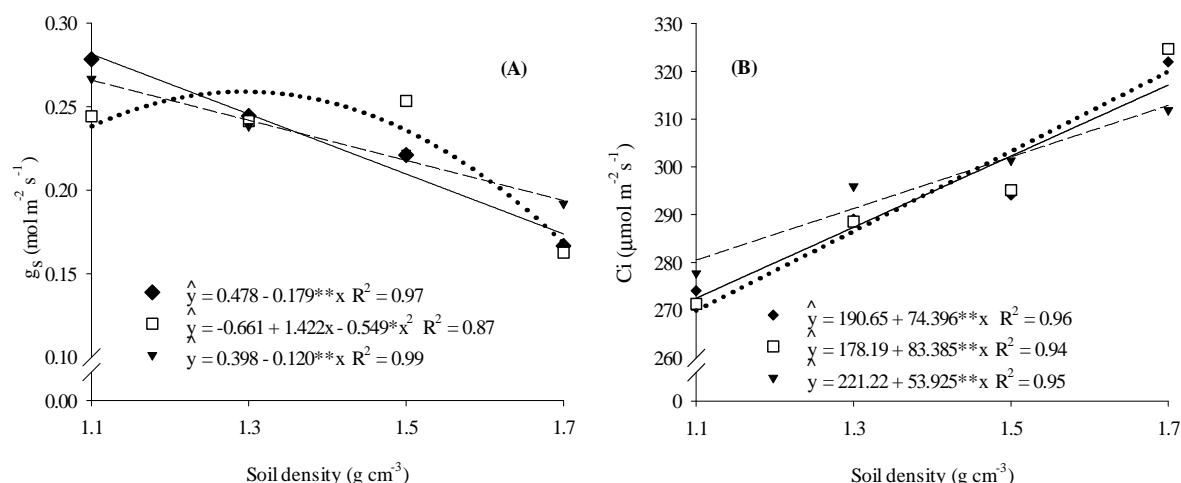 0.30
0.25
0.20
0.15
0.10
0.00
g_s (mol m⁻² s⁻¹)
(A)
ŷ = 0.478 - 0.179**x R² = 0.97
ŷ = -0.661 + 1.422x - 0.549*x² R² = 0.87
ŷ = 0.398 - 0.120**x R² = 0.99
1.1 1.3 1.5 1.7
Soil density (g cm⁻³)
330
320
310
300
290
280
270
260
0
Ci (µmol m⁻² s⁻¹)
(B)
ŷ = 190.65 + 74.396**x R² = 0.96
ŷ = 178.19 + 83.385**x R² = 0.94
ŷ = 221.22 + 53.925**x R² = 0.95
1.1 1.3 1.5 1.7
Soil density (g cm⁻³)